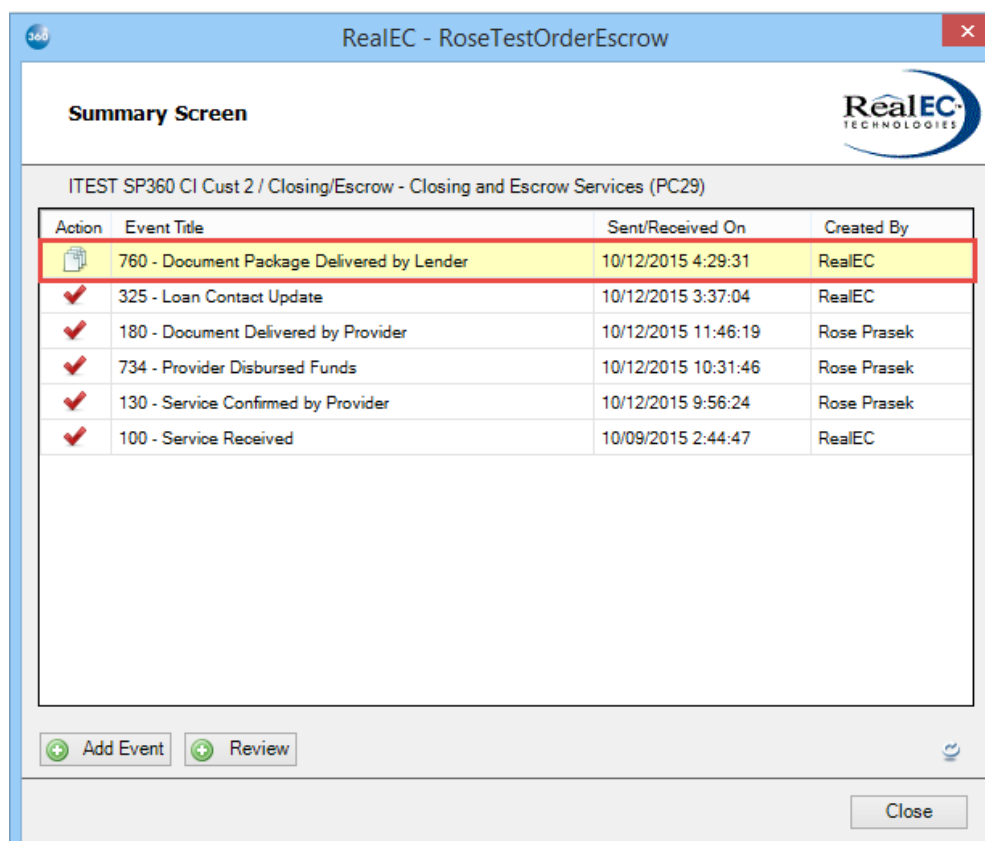 360
RealEC - RoseTestOrderEscrow
×
Summary Screen
RealEC
TECHNOLOGIES
ITEST SP360 CI Cust 2 / Closing/Escrow - Closing and Escrow Services (PC29)
Action Event Title Sent/Received On Created By
760 - Document Package Delivered by Lender 10/12/2015 4:29:31 RealEC
325 - Loan Contact Update 10/12/2015 3:37:04 RealEC
180 - Document Delivered by Provider 10/12/2015 11:46:19 Rose Prasek
734 - Provider Disbursed Funds 10/12/2015 10:31:46 Rose Prasek
130 - Service Confirmed by Provider 10/12/2015 9:56:24 Rose Prasek
100 - Service Received 10/09/2015 2:44:47 RealEC
Add Event Review
Close